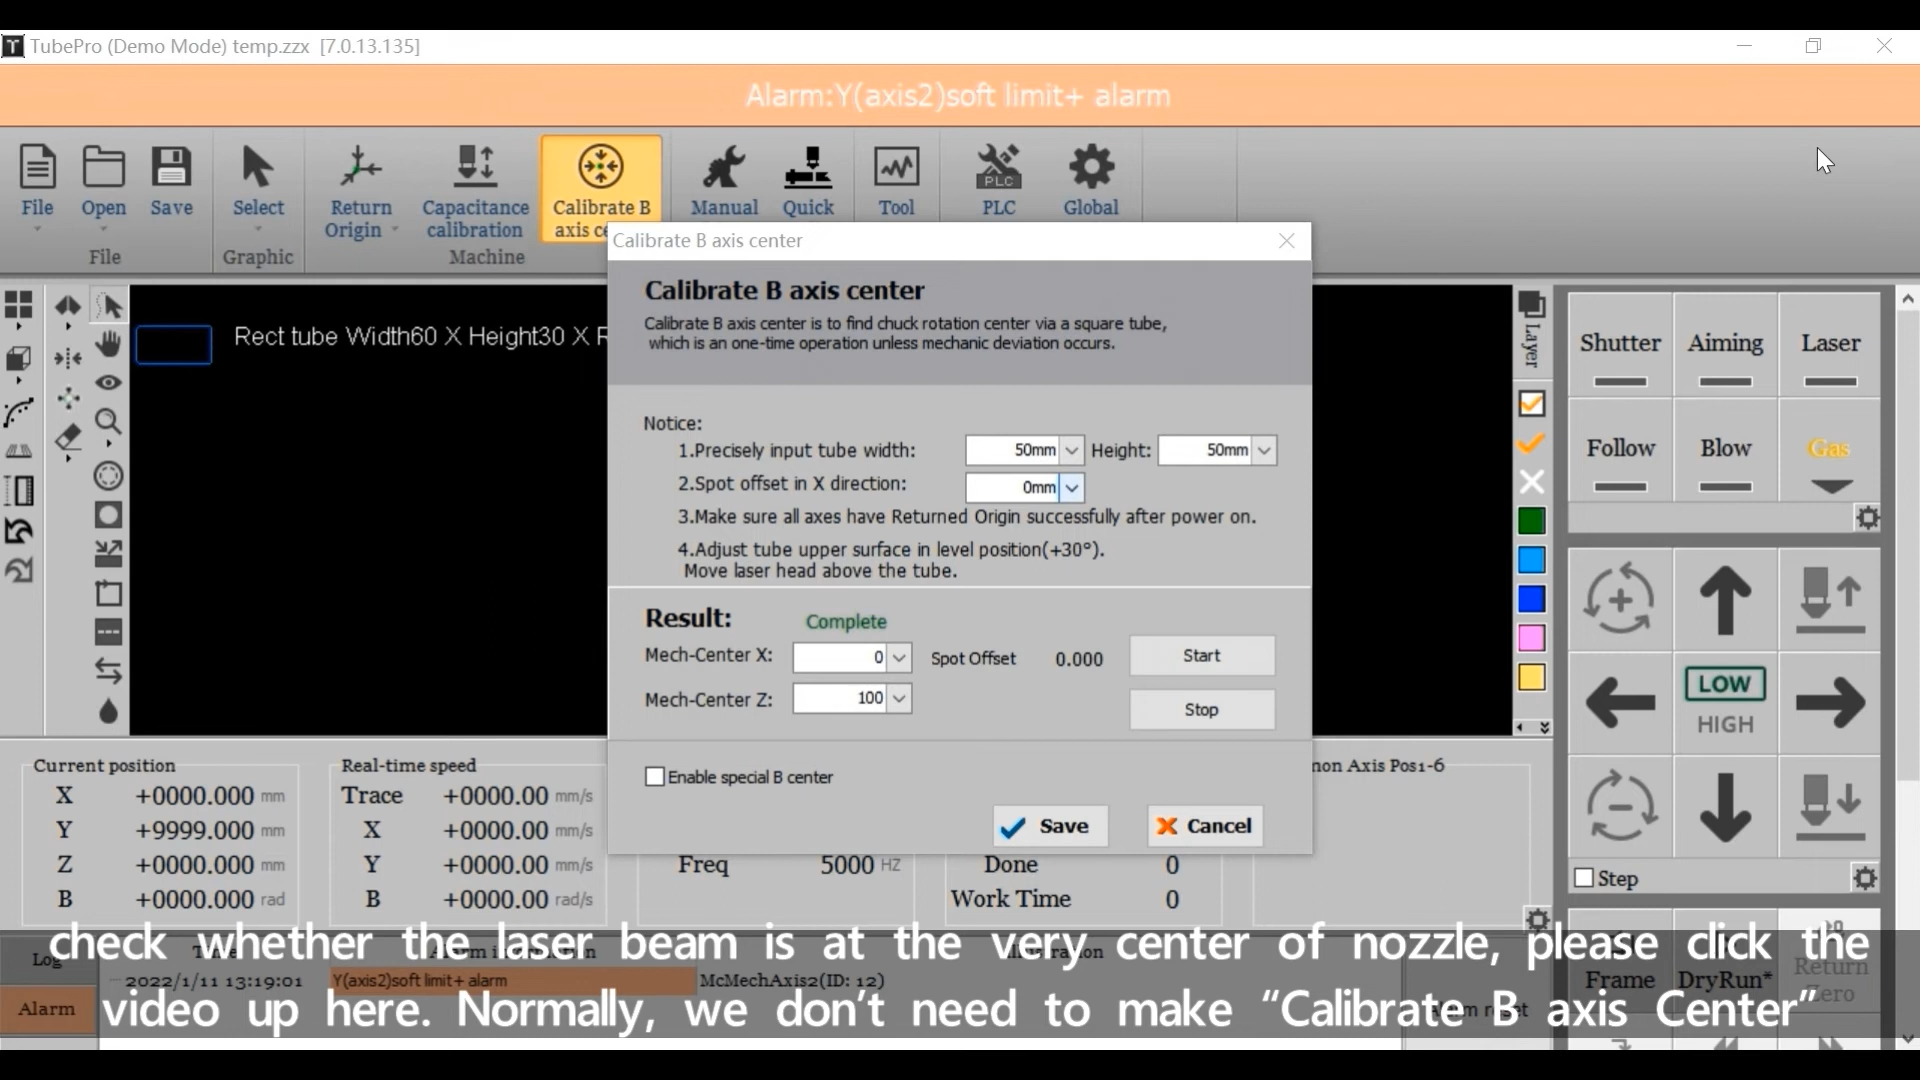 TubePro (Demo Mode) temp.zzx [7.0.13.135]
Alarm:Y(axis2)soft limit+ alarm
File
Open
Save
Select
Return
Origin
Capacitance
calibration
Calibrate B
axis ce
Manual
Quick
Tool
PLC
PLC
Global
File
Graphic
Machine
Calibrate B axis center
Calibrate B axis center
Calibrate B axis center is to find chuck rotation center via a square tube,
which is an one-time operation unless mechanic deviation occurs.
Rect tube Width60 X Height30 X R
Notice:
1.Precisely input tube width: 50mm Height: 50mm
2.Spot offset in X direction: 0mm
3.Make sure all axes have Returned Origin successfully after power on.
4.Adjust tube upper surface in level position(+30°).
Move laser head above the tube.
Result: Complete
Mech-Center X: 0 Spot Offset 0.000 Start
Mech-Center Z: 100 Stop
Enable special B center
Save Cancel
Layer
Shutter Aiming Laser
Follow Blow Gas
LOW
HIGH
Step
Current position
X +0000.000 mm
Y +9999.000 mm
Z +0000.000 mm
B +0000.000 rad
Real-time speed
Trace +0000.00 mm/s
X +0000.00 mm/s
Y +0000.00 mm/s
B +0000.00 rad/s
Freq 5000 HZ
Done 0
Work Time 0
non Axis Pos1-6
Frame DryRun* Return
Zero
Log
Alarm
2022/1/11 13:19:01 Y(axis2)soft limit+ alarm McMechAxis2(ID: 12)
check whether the laser beam is at the very center of nozzle, please click the
video up here. Normally, we don't need to make “Calibrate B axis Center”